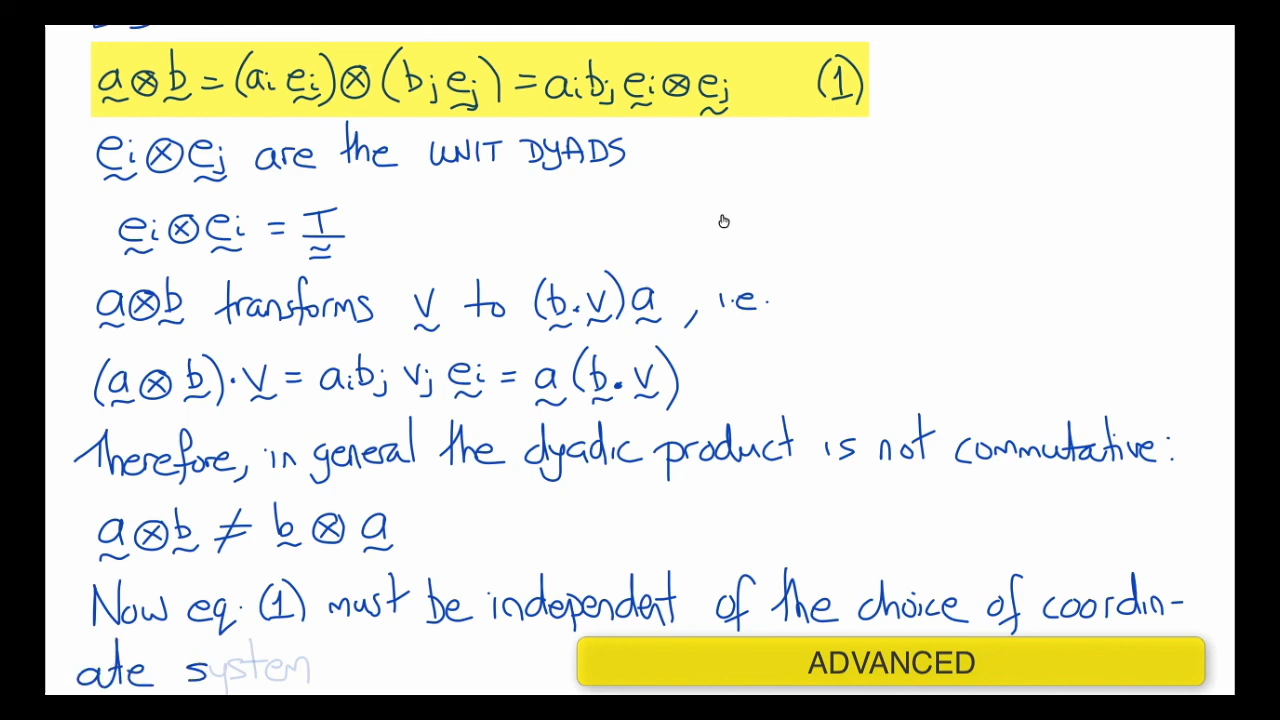 a⊗b = (aᵢ eᵢ)⊗(bⱼ eⱼ) = aᵢbⱼ eᵢ⊗eⱼ (1)
eᵢ⊗eⱼ are the UNIT DYADS
eᵢ⊗eᵢ = I
a⊗b transforms v to (b.v)a , i.e.
(a⊗b)·v = aᵢbⱼ vⱼ eᵢ = a(b.v)
Therefore, in general the dyadic product is not commutative:
a⊗b ≠ b⊗a
Now eq. (1) must be independent of the choice of coordin-
ate system
ADVANCED